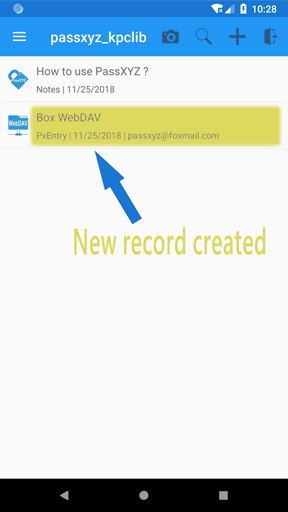 10:28
passxyz_kpclib
How to use PassXYZ ?
Notes | 11/25/2018
Box WebDAV
PxEntry | 11/25/2018 | passxyz@foxmail.com
WebDAV
New record created